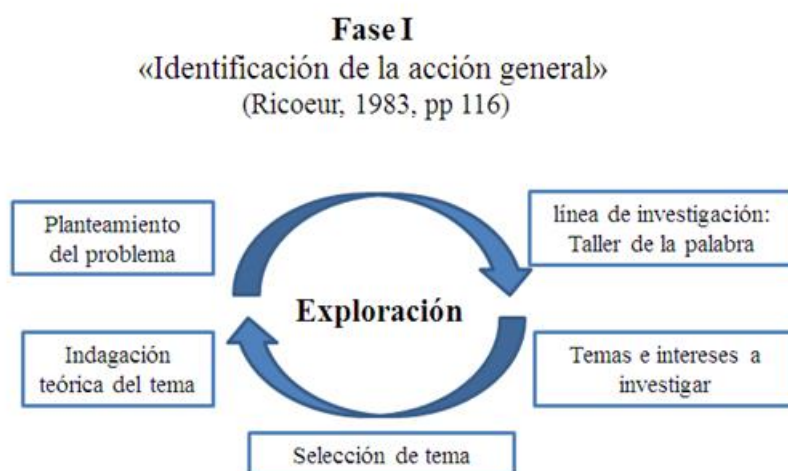 Fase I
«Identificación de la acción general»
(Ricoeur, 1983, pp 116)
Planteamiento
del problema
línea de investigación:
Taller de la palabra
Exploración
Indagación
teórica del tema
Temas e intereses a
investigar
Selección de tema